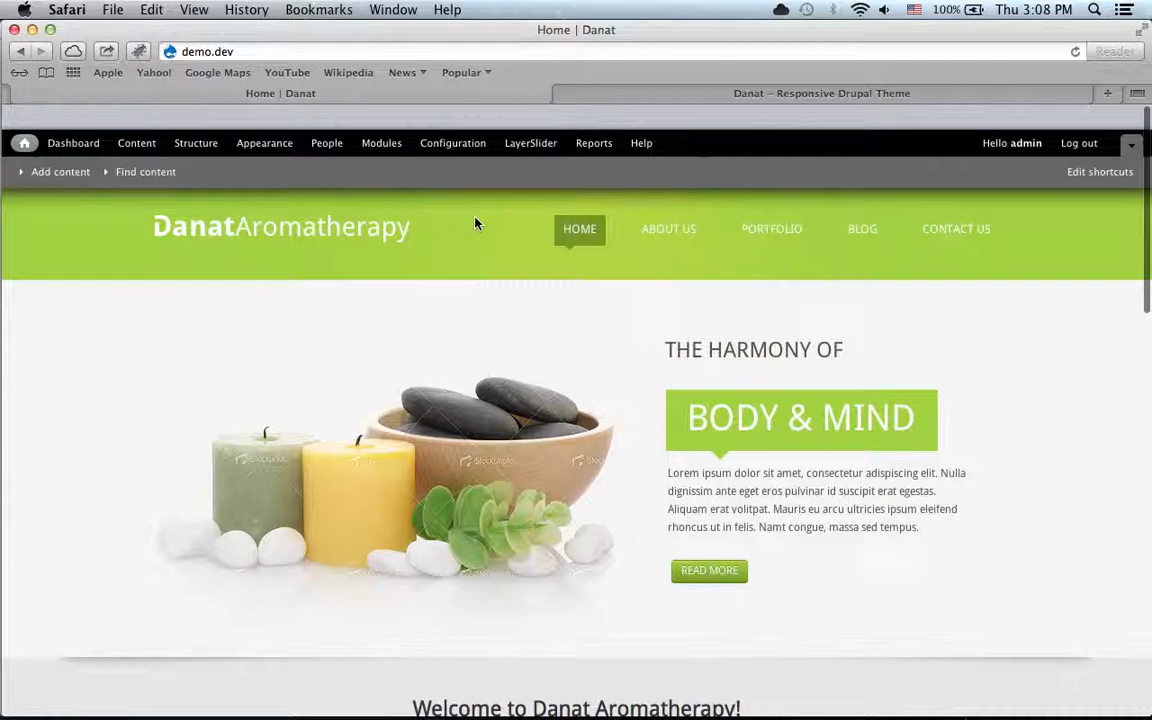 Safari File Edit View History Bookmarks Window Help 100% Thu 3:08 PM
Home | Danat
demo.dev Reader
Apple Yahoo! Google Maps YouTube Wikipedia News Popular
Home | Danat Danat – Responsive Drupal Theme
Dashboard Content Structure Appearance People Modules Configuration LayerSlider Reports Help Hello admin Log out
Add content Find content Edit shortcuts
DanatAromatherapy HOME ABOUT US PORTFOLIO BLOG CONTACT US
THE HARMONY OF
BODY & MIND
Lorem ipsum dolor sit amet, consectetur adipiscing elit. Nulla
dignissim ante eget eros pulvinar id suscipit erat egestas.
Aliquam erat volitpat. Mauris eu arcu ultricies ipsum eleifend
rhoncus ut in felis. Namt congue, massa sed tempus.
READ MORE
Welcome to Danat Aromatherapy!